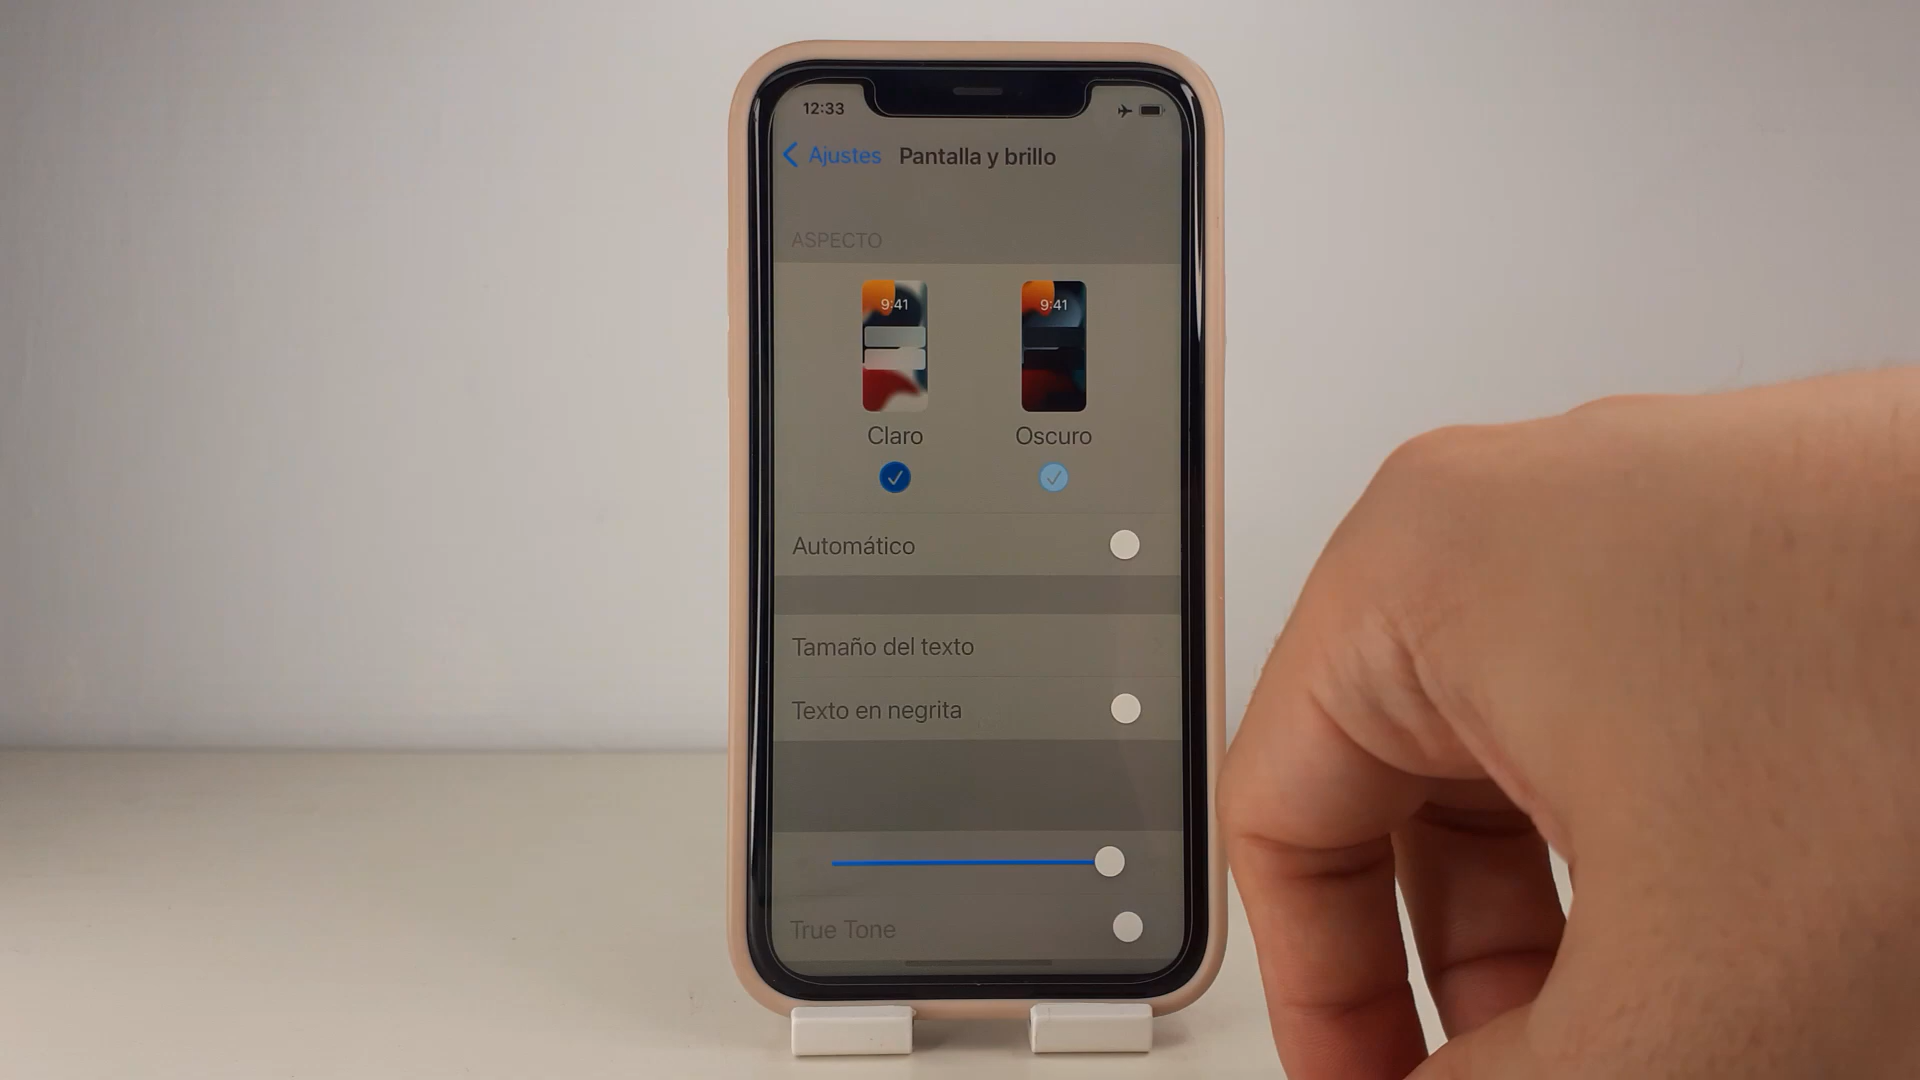 12:33
Ajustes Pantalla y brillo
ASPECTO
9:41 9:41
Claro Oscuro
Automático
Tamaño del texto
Texto en negrita
True Tone